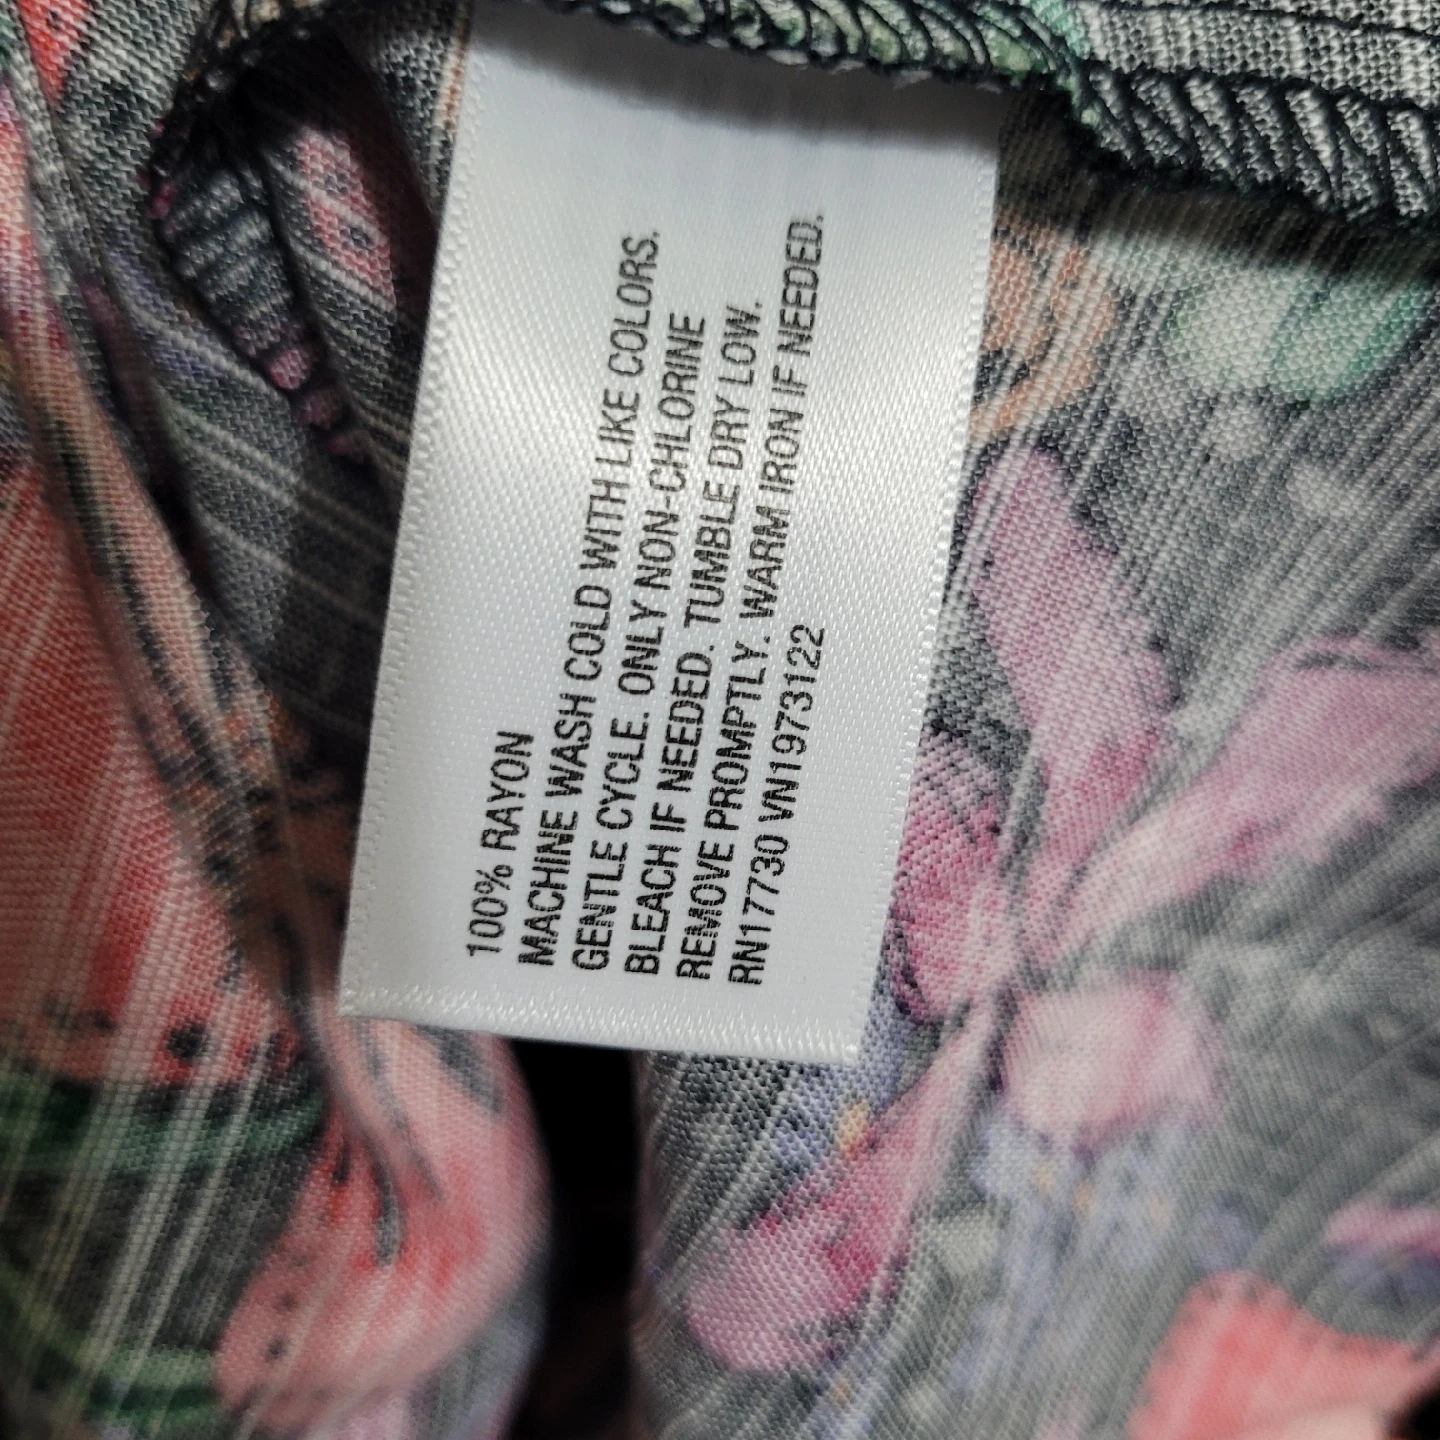 100% RAYON
MACHINE WASH COLD WITH LIKE COLORS.
GENTLE CYCLE. ONLY NON-CHLORINE
BLEACH IF NEEDED. TUMBLE DRY LOW.
REMOVE PROMPTLY. WARM IRON IF NEEDED.
RN17730 VN1973122